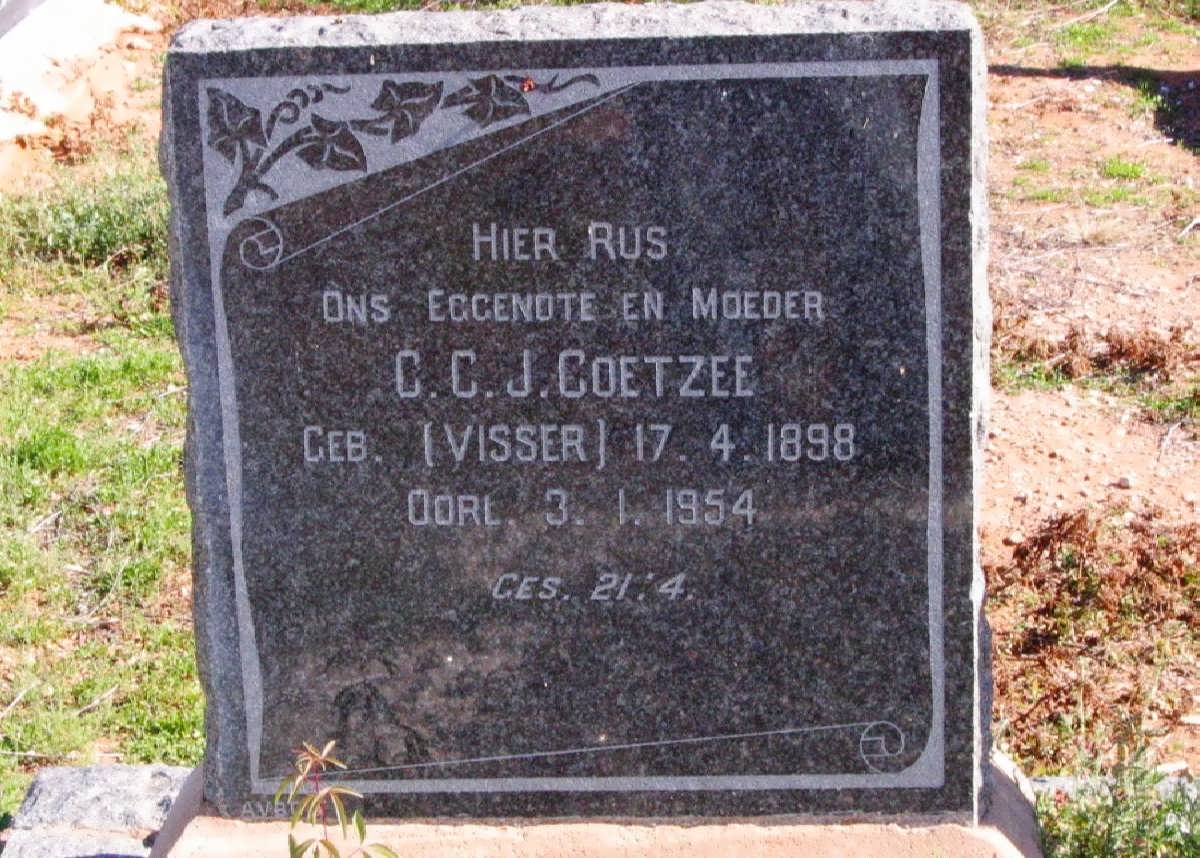 HIER RUS
ONS EGGENOTE EN MOEDER
C. C. J. COETZEE
GEB. (VISSER) 17. 4. 1898
OORL. 3. 1. 1954
GES. 21:4.